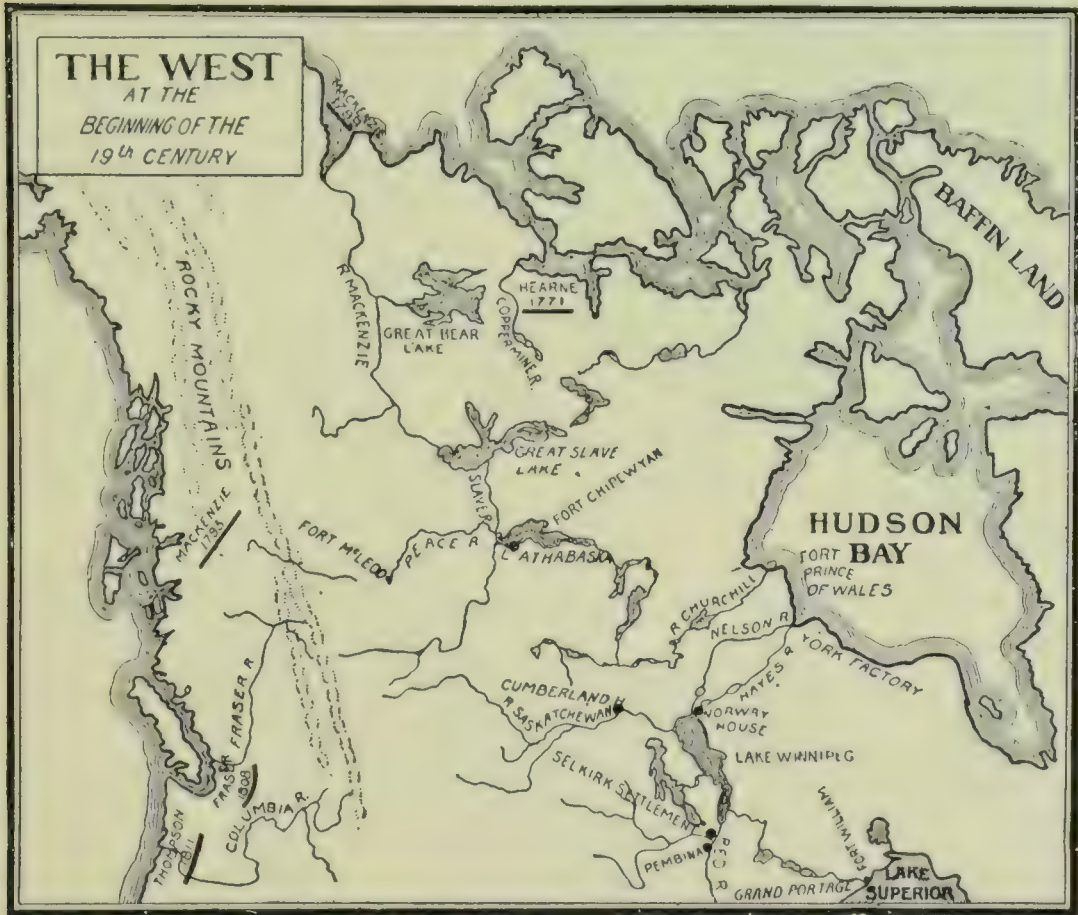 THE WEST
AT THE
BEGINNING OF THE
19th CENTURY
MACKENZIE
BAFFIN LAND
ROCKY MOUNTAINS
R. MACKENZIE
GREAT BEAR
LAKE
COPPERMINE R.
HEARNE
1771
GREAT SLAVE
LAKE
SLAVE R
FORT CHIPEWYAN
MACKENZIE
1793
FORT McLEOD
PEACE R
L ATHABASKA
HUDSON
BAY
FORT
PRINCE
OF WALES
R CHURCHILL
NELSON R
HAYES R
YORK FACTORY
CUMBERLAND H
R SASKATCHEWAN
NORWAY
HOUSE
LAKE WINNIPEG
FRASER R
FRASER
1808
COLUMBIA R.
THOMPSON
1811
SELKIRK SETTLEMENT
PEMBINA
RED R
FORT WILLIAM
GRAND PORTAGE
LAKE
SUPERIOR